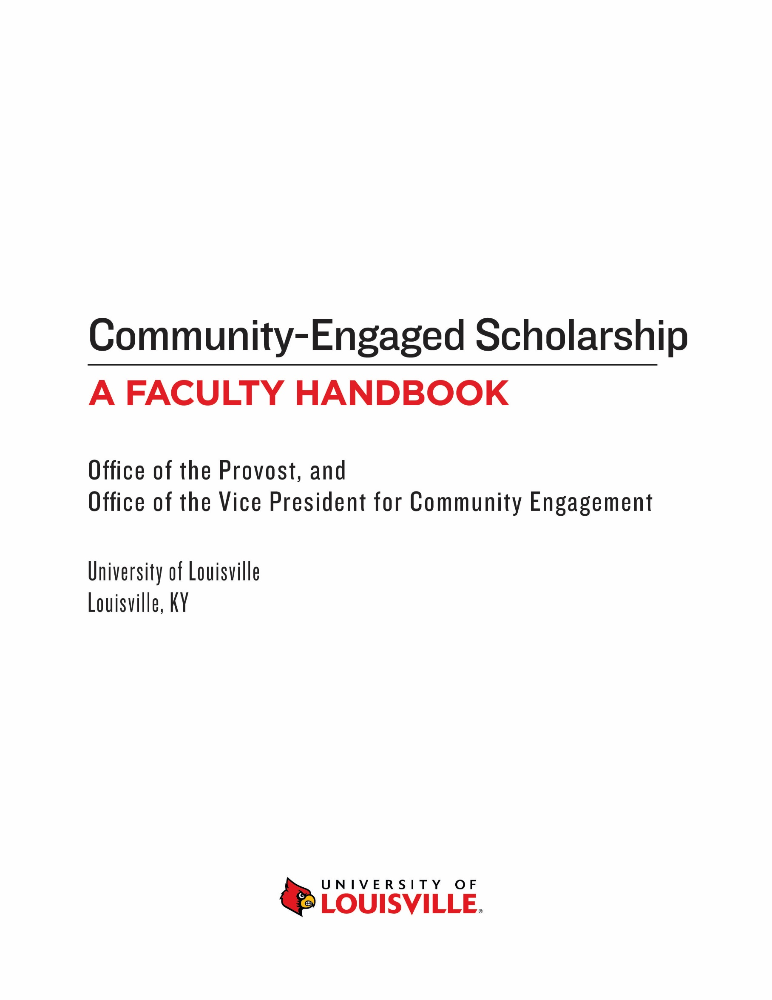 Community-Engaged Scholarship
A FACULTY HANDBOOK
Office of the Provost, and
Office of the Vice President for Community Engagement
University of Louisville
Louisville, KY
UNIVERSITY OF
LOUISVILLE®